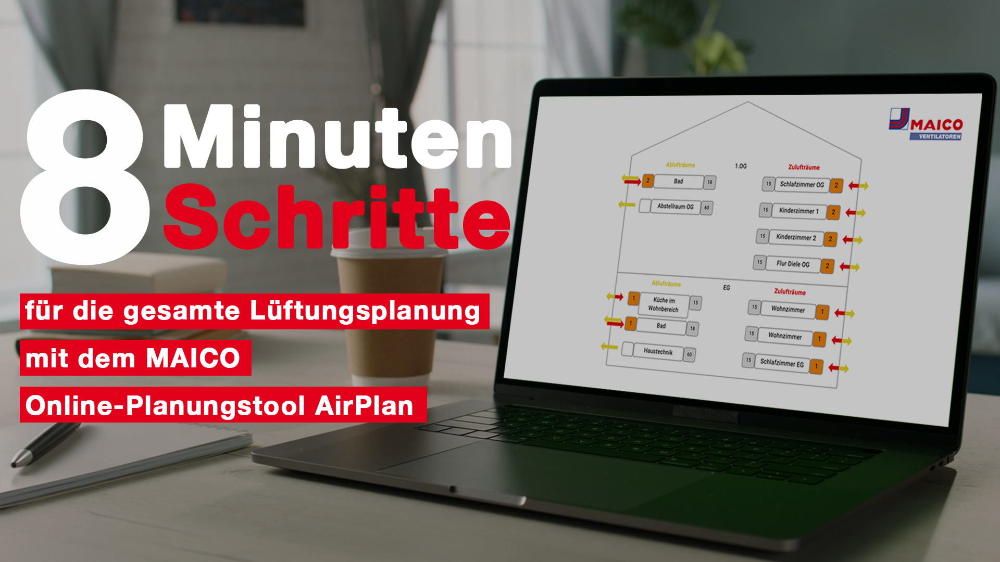 8 Minuten
Schritte
für die gesamte Lüftungsplanung
mit dem MAICO
Online-Planungstool AirPlan
MAICO
VENTILATOREN
Ablufträume 1.OG Zulufträume
2 Bad 18
15 Schlafzimmer OG 2
Abstellraum OG 60
15 Kinderzimmer 1 2
15 Kinderzimmer 2 2
15 Flur Diele OG 2
Ablufträume EG Zulufträume
1 Küche im Wohnbereich 15
15 Wohnzimmer 1
1 Bad 18
15 Wohnzimmer 1
Haustechnik 60
15 Schlafzimmer EG 1